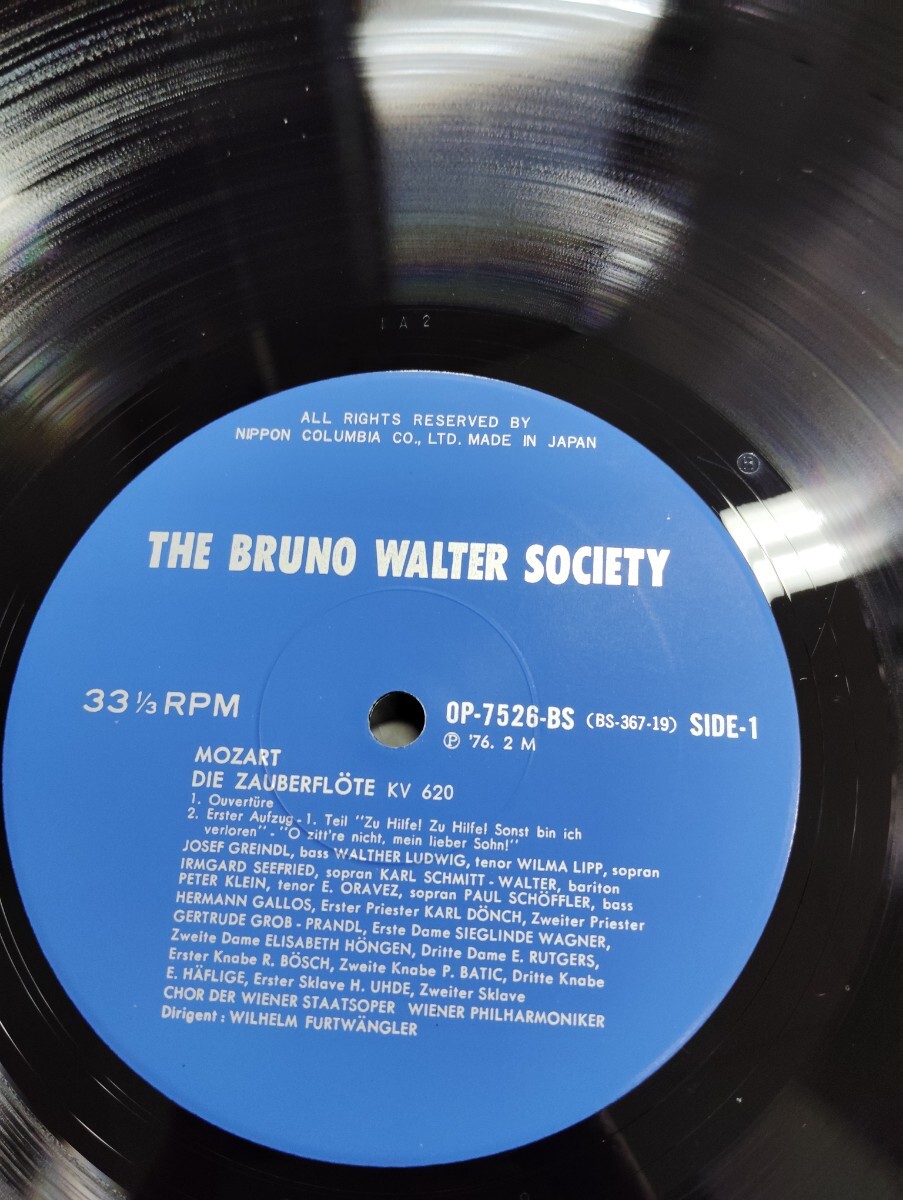 1 A 2
ALL RIGHTS RESERVED BY
NIPPON COLUMBIA CO., LTD. MADE IN JAPAN
THE BRUNO WALTER SOCIETY
33 ⅓ RPM
OP-7526-BS (BS-367-19) SIDE-1
Ⓟ '76. 2 M
MOZART
DIE ZAUBERFLÖTE KV 620
1. Ouvertüre
2. Erster Aufzug - 1. Teil "Zu Hilfe! Zu Hilfe! Sonst bin ich
verloren" - "O zitt're nicht, mein lieber Sohn!"
JOSEF GREINDL, bass WALTHER LUDWIG, tenor WILMA LIPP, sopran
IRMGARD SEEFRIED, sopran KARL SCHMITT - WALTER, bariton
PETER KLEIN, tenor E. ORAVEZ, sopran PAUL SCHÖFFLER, bass
HERMANN GALLOS, Erster Priester KARL DÖNCH, Zweiter Priester
GERTRUDE GROB - PRANDL, Erste Dame SIEGLINDE WAGNER,
Zweite Dame ELISABETH HÖNGEN, Dritte Dame E. RUTGERS,
Erster Knabe R. BÖSCH, Zweite Knabe P. BATIC, Dritte Knabe
E. HÄFLIGE, Erster Sklave H. UHDE, Zweiter Sklave
CHOR DER WIENER STAATSOPER WIENER PHILHARMONIKER
Dirigent : WILHELM FURTWÄNGLER